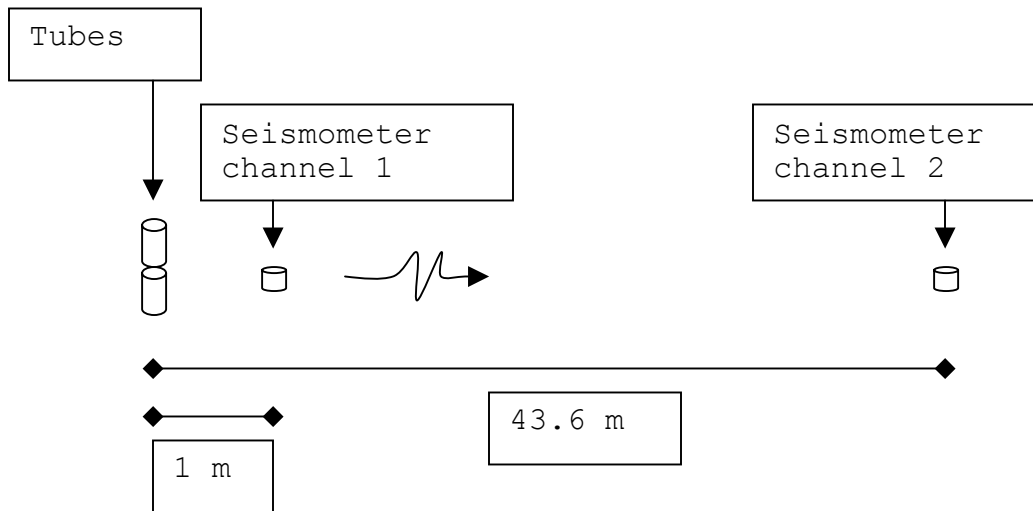 Tubes
Seismometer
channel 1
Seismometer
channel 2
43.6 m
1 m